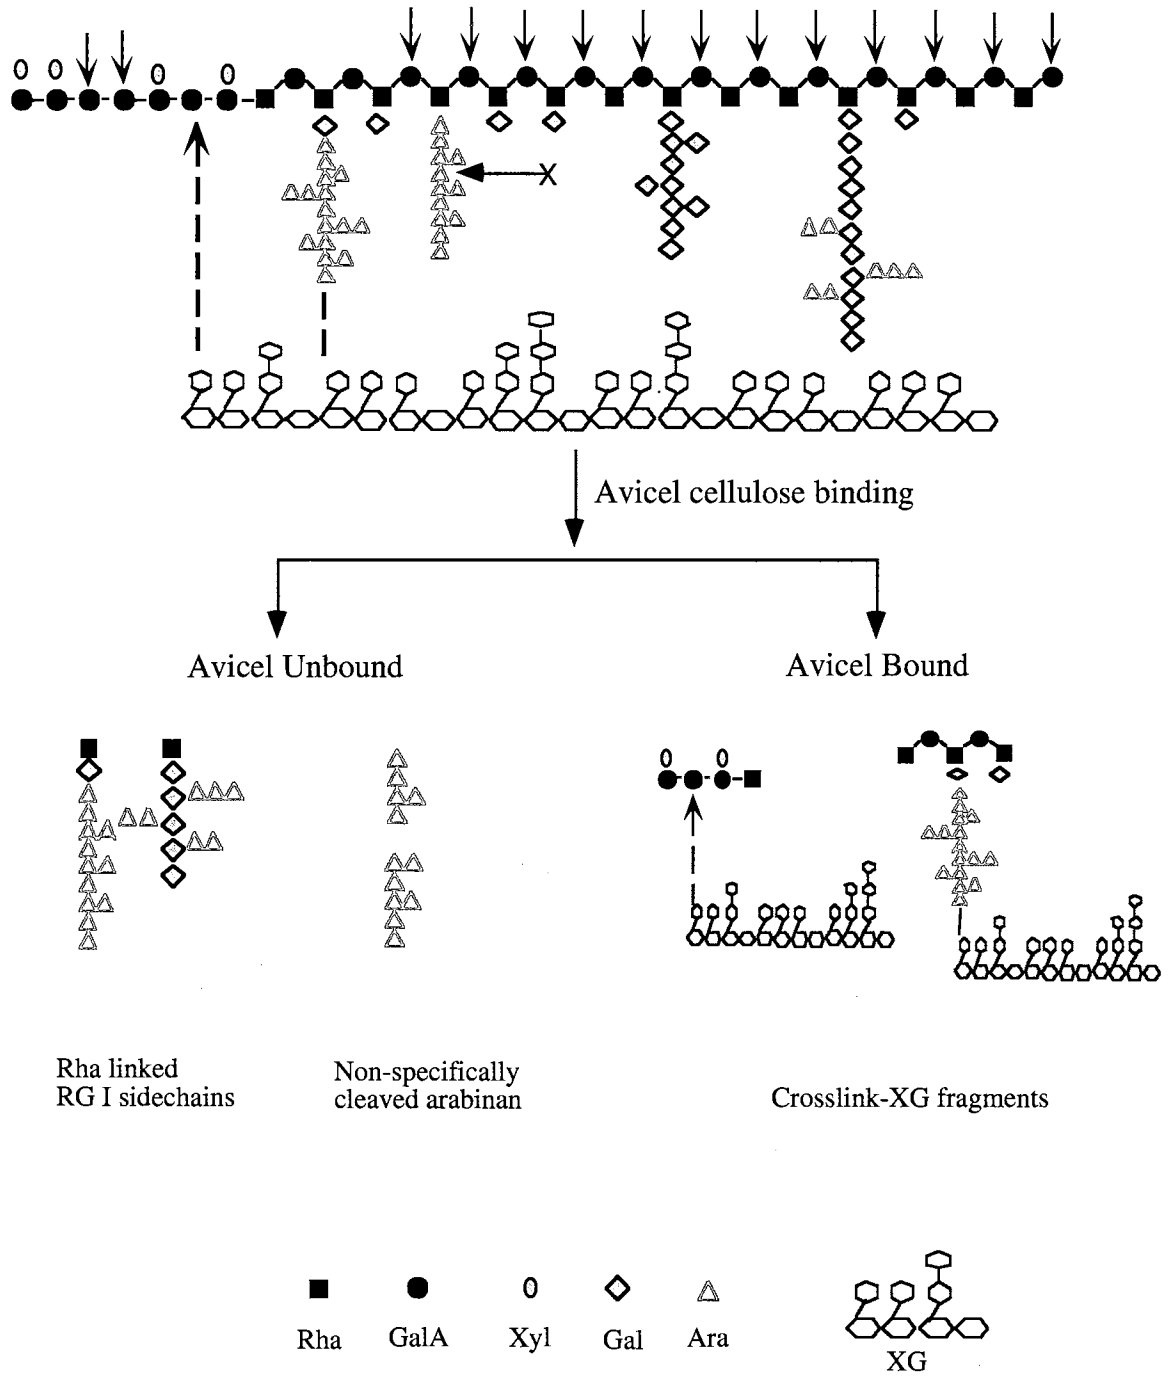 X
Avicel cellulose binding
Avicel Unbound
Avicel Bound
Rha linked
RG I sidechains
Non-specifically
cleaved arabinan
Crosslink-XG fragments
Rha
GalA
Xyl
Gal
Ara
XG